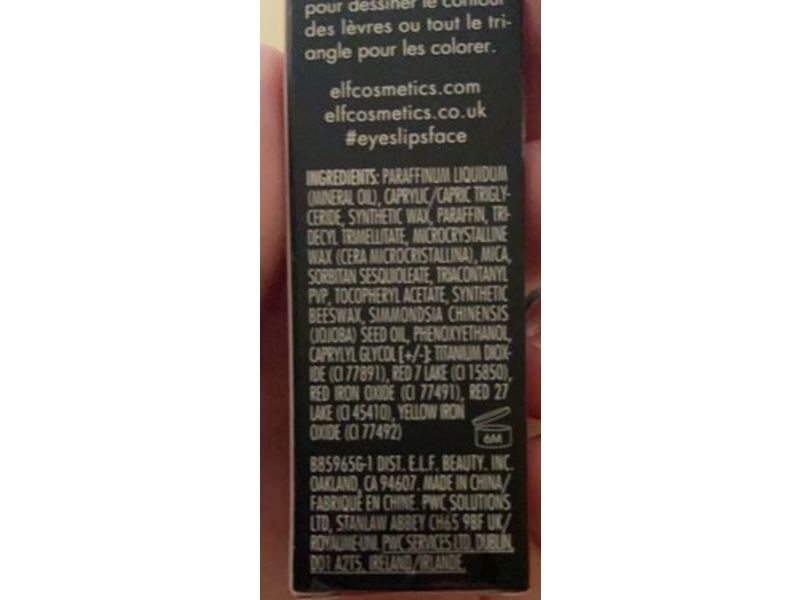 pour dessiner le contour
des lèvres ou tout le tri-
angle pour les colorer.
elfcosmetics.com
elfcosmetics.co.uk
#eyeslipsface
INGREDIENTS: PARAFFINUM LIQUIDUM
(MINERAL OIL), CAPRYLIC/CAPRIC TRIGLY-
CERIDE, SYNTHETIC WAX, PARAFFIN, TRI-
DECYL TRIMELLITATE, MICROCRYSTALLINE
WAX (CERA MICROCRISTALLINA), MICA,
SORBITAN SESQUIOLEATE, TRIACONTANYL
PVP, TOCOPHERYL ACETATE, SYNTHETIC
BEESWAX, SIMMONDSIA CHINENSIS
(JOJOBA) SEED OIL, PHENOXYETHANOL,
CAPRYLYL GLYCOL [+/-]: TITANIUM DIOX-
IDE (CI 77891), RED 7 LAKE (CI 15850),
RED IRON OXIDE (CI 77491), RED 27
LAKE (CI 45410), YELLOW IRON
OXIDE (CI 77492)
6M
B85965G-1 DIST. E.L.F. BEAUTY, INC.
OAKLAND, CA 94607. MADE IN CHINA/
FABRIQUÉ EN CHINE. PWC SOLUTIONS
LTD, STANLAW ABBEY CH65 9BF UK/
ROYAUME-UNI. PWC SERVICES LTD. DUBLIN,
D01 A2T5, IRELAND/IRLANDE.